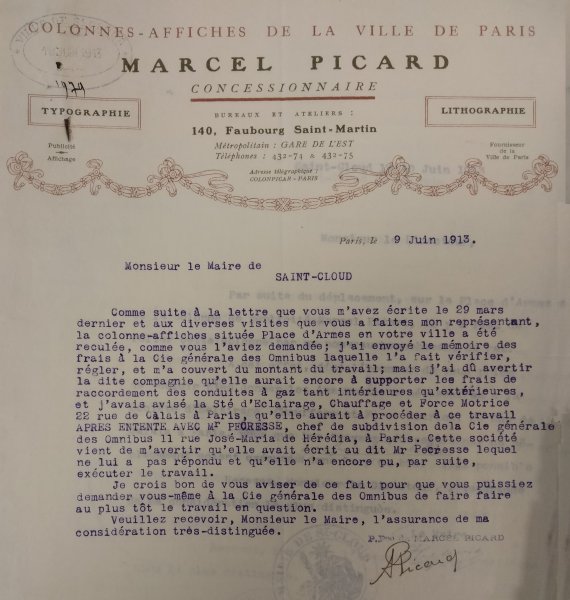 COLONNES-AFFICHES DE LA VILLE DE PARIS
MARCEL PICARD
CONCESSIONNAIRE
1979
TYPOGRAPHIE
LITHOGRAPHIE
BUREAUX ET ATELIERS :
140, Faubourg Saint-Martin
Métropolitain : GARE DE L'EST
Téléphones : 432-74 & 432-75
Publicité
Affichage
Fournisseur
de la
Ville de Paris
Adresse télégraphique :
COLONPICAR-PARIS
Paris, le 9 Juin 1913.
Monsieur le Maire de
SAINT-CLOUD
Comme suite à la lettre que vous m'avez écrite le 29 mars
dernier et aux diverses visites que vous a faites mon représentant,
la colonne-affiches située Place d'Armes en votre ville a été
reculée, comme vous l'aviez demandée; j'ai envoyé le mémoire des
frais à la Cie générale des Omnibus laquelle l'a fait vérifier,
régler, et m'a couvert du montant du travail; mais j'ai dû avertir
la dite compagnie qu'elle aurait encore à supporter les frais de
raccordement des conduites à gaz tant intérieures qu'extérieures,
et j'avais avisé la Sté d'Eclairage, Chauffage et Force Motrice
22 rue de Calais à Paris, qu'elle aurait à procéder à ce travail
APRES ENTENTE AVEC Mr PECRESSE, chef de subdivision dela Cie générale
des Omnibus 11 rue José-Maria de Hérédia, à Paris. Cette société
vient de m'avertir qu'elle avait écrit au dit Mr Pecresse lequel
ne lui a pas répondu et qu'elle n'a encore pu, par suite,
exécuter le travail.
Je crois bon de vous aviser de ce fait pour que vous puissiez
demander vous-même à la Cie générale des Omnibus de faire faire
au plus tôt le travail en question.
Veuillez recevoir, Monsieur le Maire, l'assurance de ma
considération très-distinguée.
MARCEL PICARD
Picard